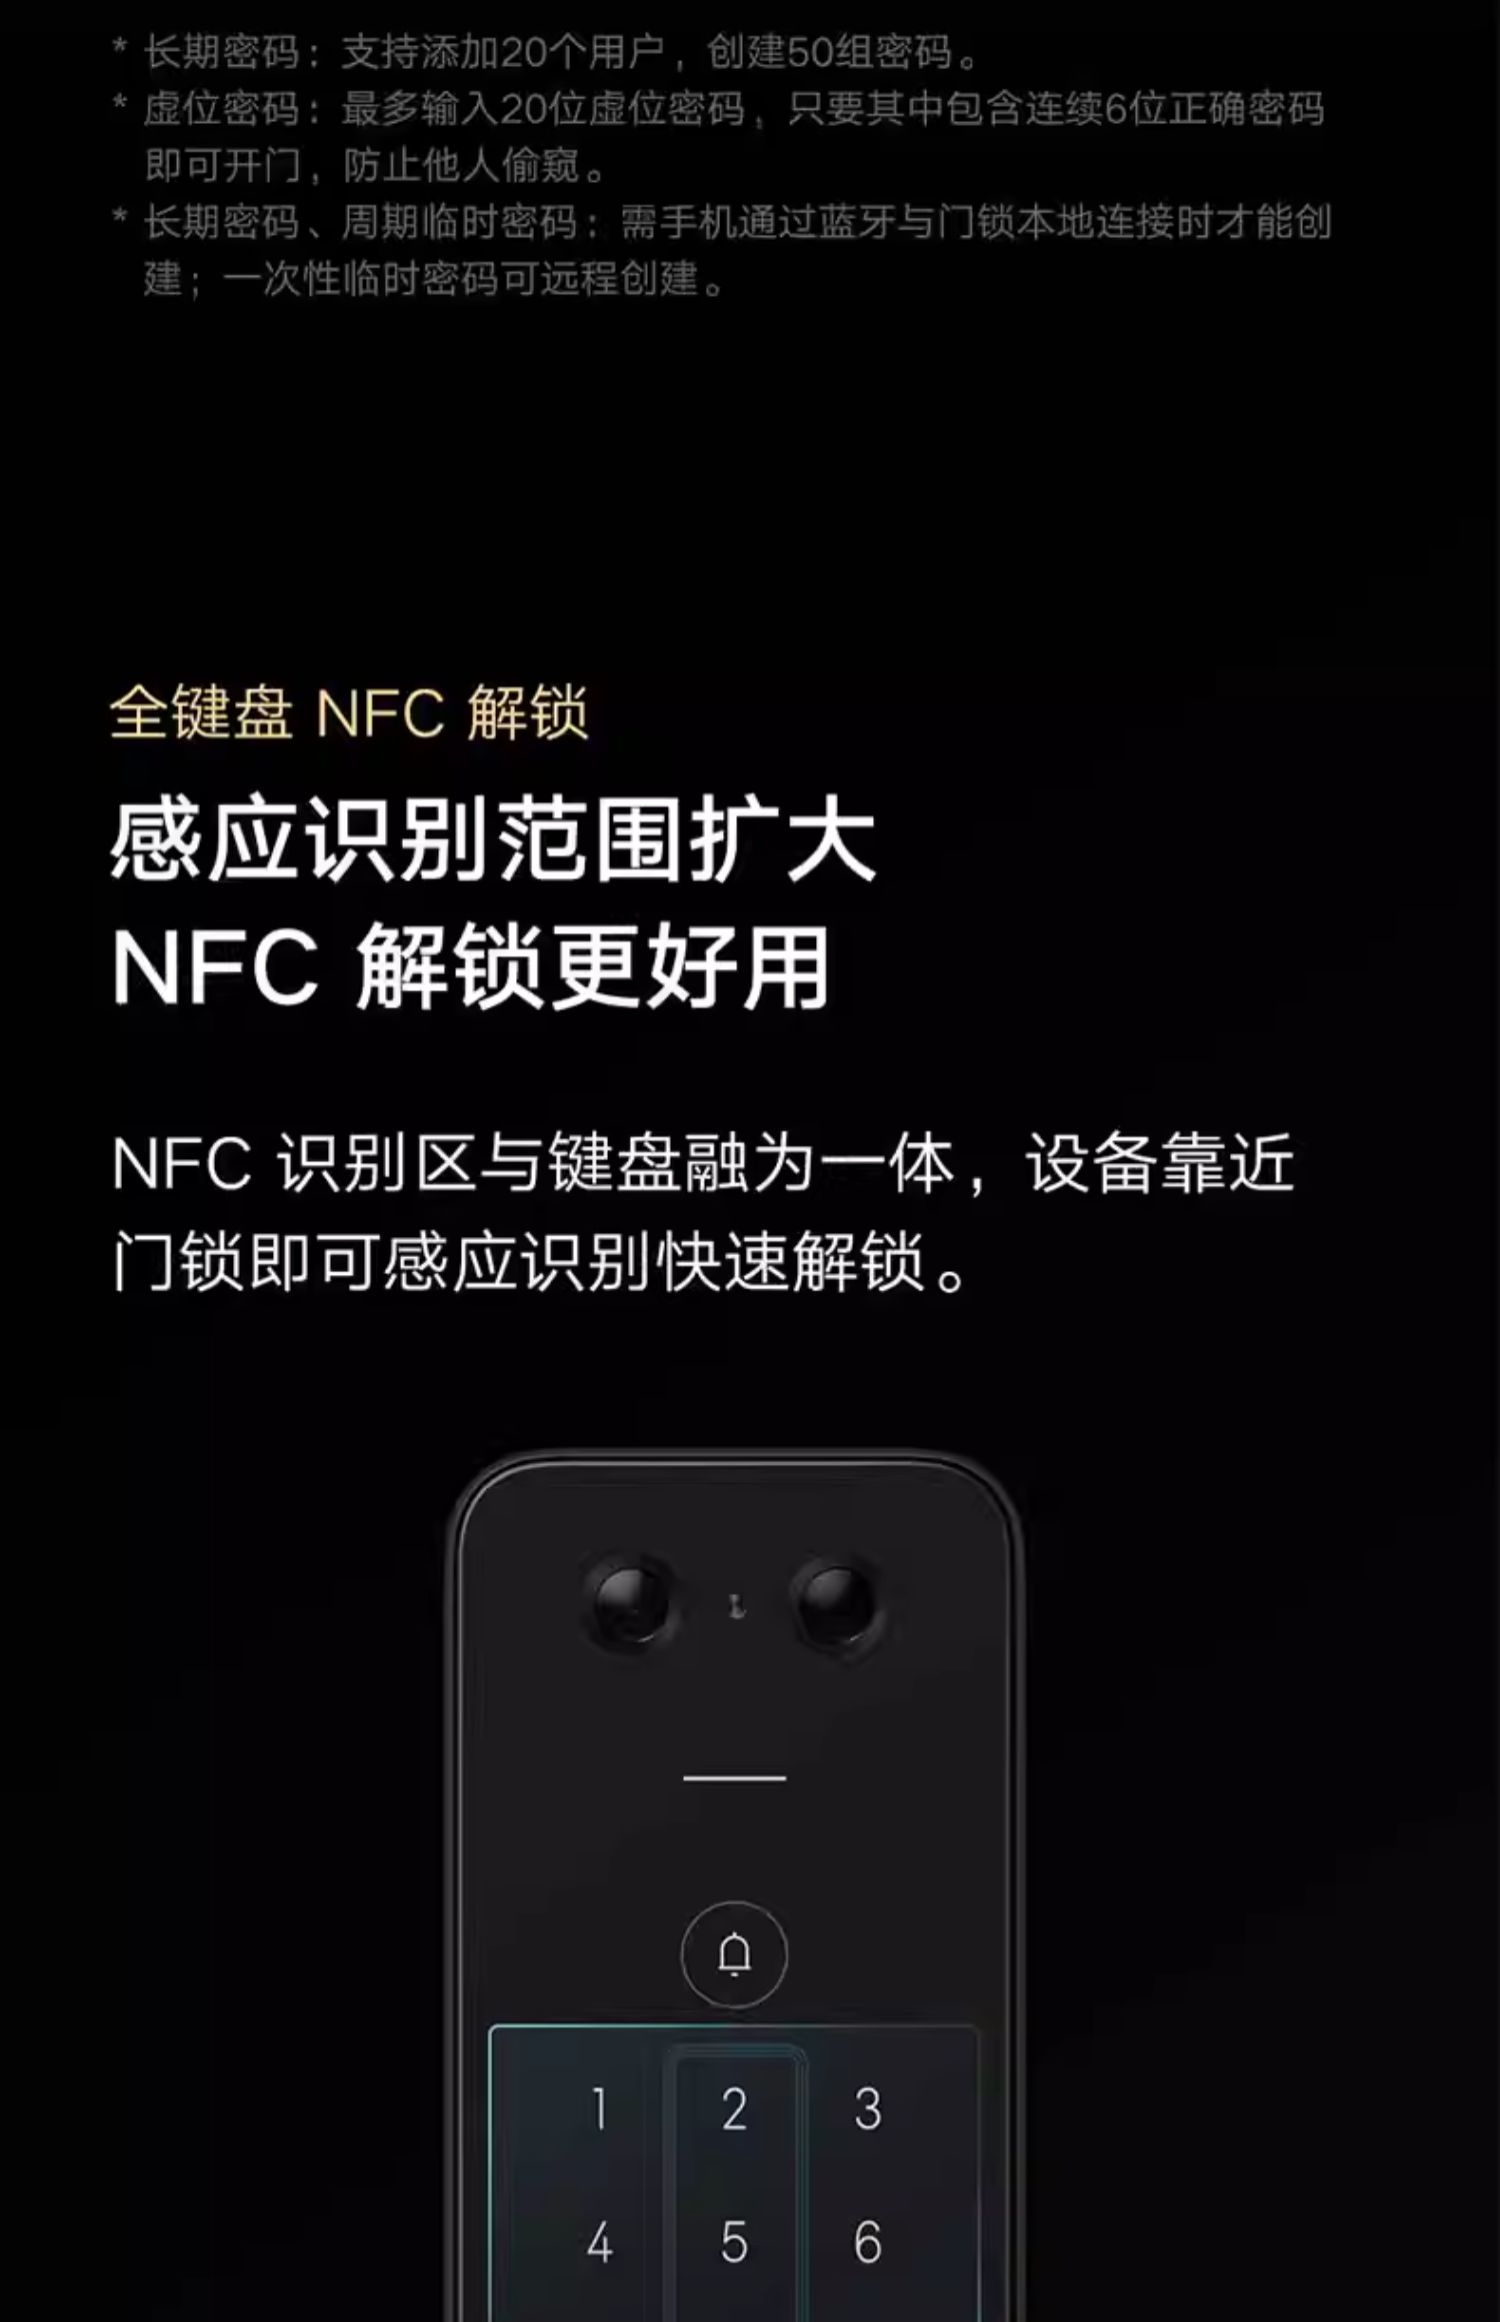 * 长期密码：支持添加20个用户，创建50组密码。
* 虚位密码：最多输入20位虚位密码，只要其中包含连续6位正确密码
即可开门，防止他人偷窥。
* 长期密码、周期临时密码：需手机通过蓝牙与门锁本地连接时才能创
建；一次性临时密码可远程创建。
全键盘 NFC 解锁
感应识别范围扩大
NFC 解锁更好用
NFC 识别区与键盘融为一体，设备靠近
门锁即可感应识别快速解锁。
1 2 3
4 5 6